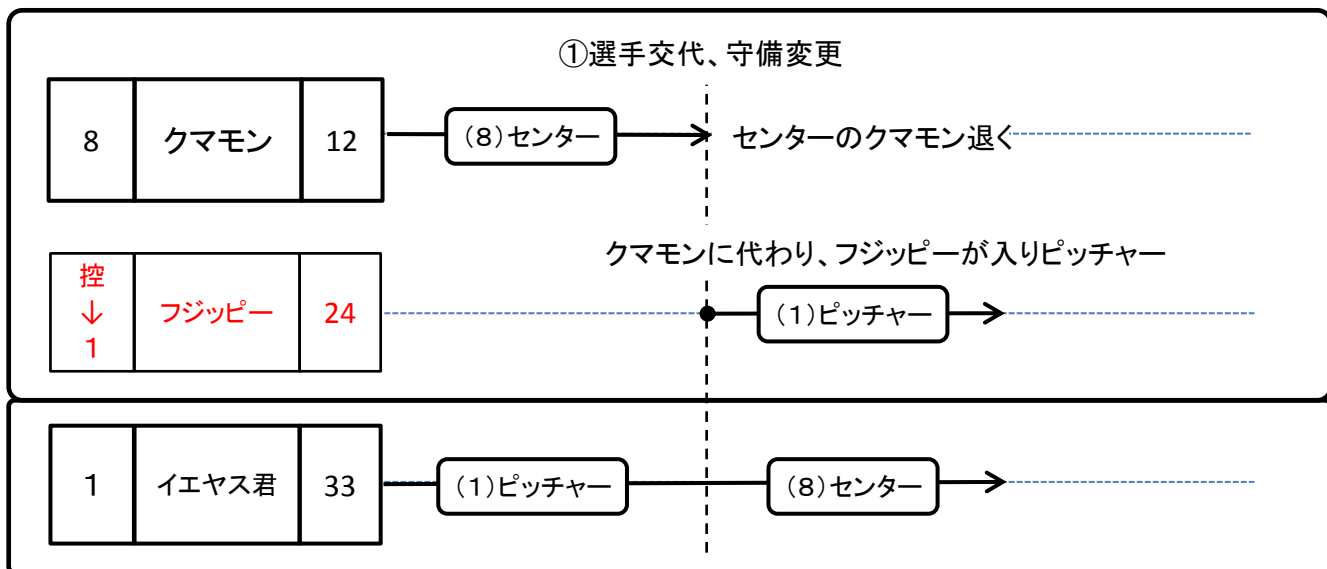 ①選手交代、守備変更
8 クマモン 12 (8)センター センターのクマモン退く
クマモンに代わり、フジッピーが入りピッチャー
控
↓
1
フジッピー 24 (1)ピッチャー
1 イエヤス君 33 (1)ピッチャー (8)センター